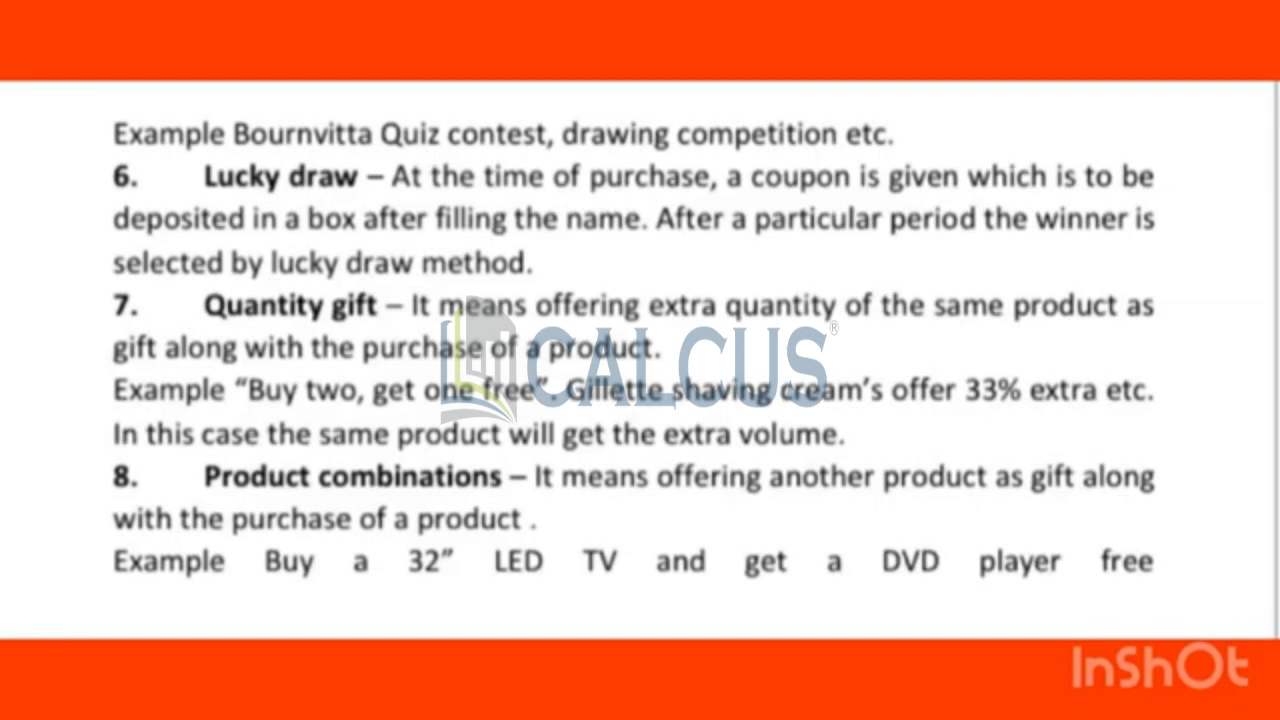 Example Bournvitta Quiz contest, drawing competition etc.
6. Lucky draw – At the time of purchase, a coupon is given which is to be
deposited in a box after filling the name. After a particular period the winner is
selected by lucky draw method.
7. Quantity gift – It means offering extra quantity of the same product as
gift along with the purchase of a product.
CALCUS®
Example “Buy two, get one free”. Gillette shaving cream’s offer 33% extra etc.
In this case the same product will get the extra volume.
8. Product combinations – It means offering another product as gift along
with the purchase of a product .
Example Buy a 32” LED TV and get a DVD player free
InShOt